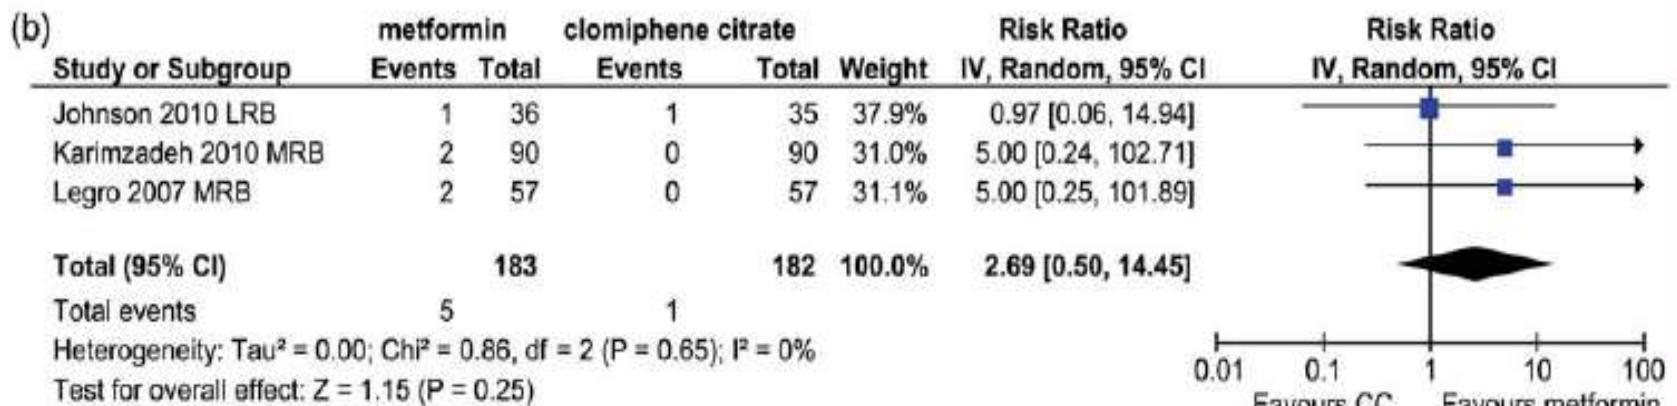 (b) metformin clomiphene citrate Risk Ratio Risk Ratio
Study or Subgroup Events Total Events Total Weight IV, Random, 95% CI IV, Random, 95% CI
Johnson 2010 LRB 1 36 1 35 37.9% 0.97 [0.06, 14.94]
Karimzadeh 2010 MRB 2 90 0 90 31.0% 5.00 [0.24, 102.71]
Legro 2007 MRB 2 57 0 57 31.1% 5.00 [0.25, 101.89]
Total (95% CI) 183 182 100.0% 2.69 [0.50, 14.45]
Total events 5 1
Heterogeneity: Tau² = 0.00; Chi² = 0.86, df = 2 (P = 0.65); I² = 0%
Test for overall effect: Z = 1.15 (P = 0.25)
0.01 0.1 1 10 100
Favours CC Favours metformin